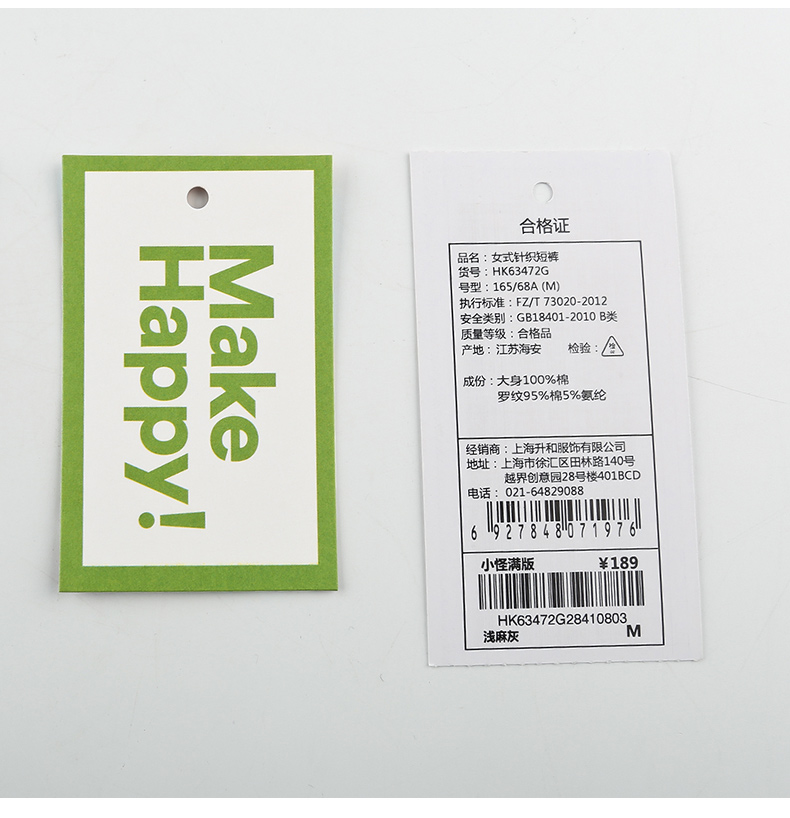 Make
Happy!
合格证
品名：女式针织短裤
货号：HK63472G
号型：165/68A (M)
执行标准：FZ/T 73020-2012
安全类别：GB18401-2010 B类
质量等级：合格品
产地：江苏海安 检验：
成份：大身100%棉
罗纹95%棉5%氨纶
经销商：上海升和服饰有限公司
地址：上海市徐汇区田林路140号
越界创意园28号楼401BCD
电话： 021-64829088
6 927848 071976
小怪满版 ¥189
HK63472G28410803
浅麻灰 M